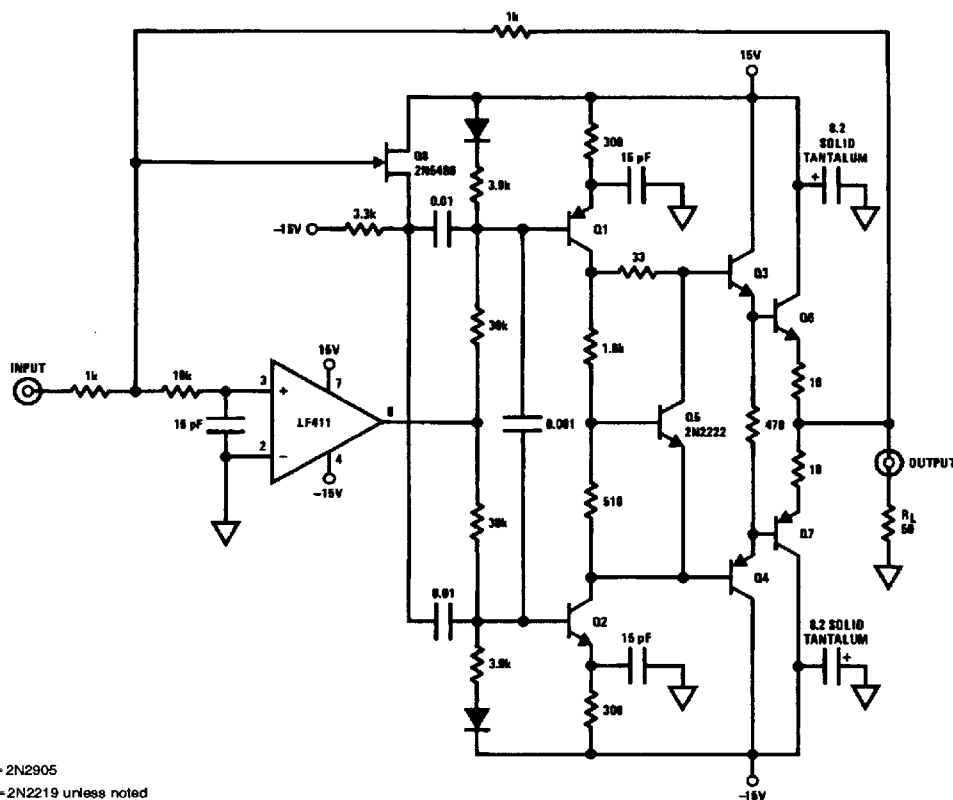 1k
15V
8.2
SOLID
TANTALUM
+
300
15 pF
Q8
2N5486
3.9k
0.01
3.3k
-15V
Q1
33
Q3
Q6
30k
1.8k
15V
INPUT
1k
10k
3
+
7
6
LF411
15 pF
2
-
4
-15V
0.001
Q5
2N2222
470
10
OUTPUT
10
RL
50
30k
510
Q7
Q4
0.01
Q2
15 pF
8.2 SOLID
TANTALUM
+
3.9k
300
-15V
= 2N2905
= 2N2219 unless noted